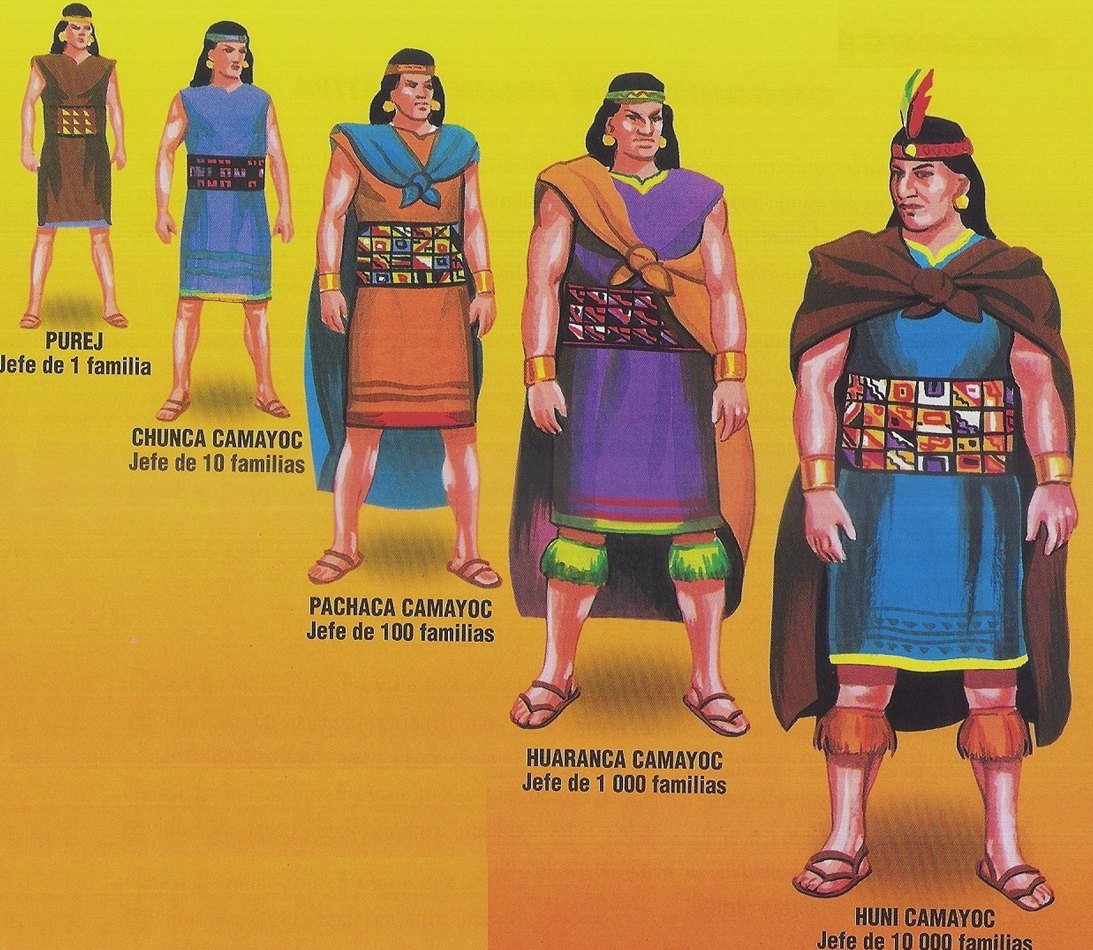 PUREJ
Jefe de 1 familia
CHUNCA CAMAYOC
Jefe de 10 familias
PACHACA CAMAYOC
Jefe de 100 familias
HUARANCA CAMAYOC
Jefe de 1 000 familias
HUNI CAMAYOC
Jefe de 10 000 familias